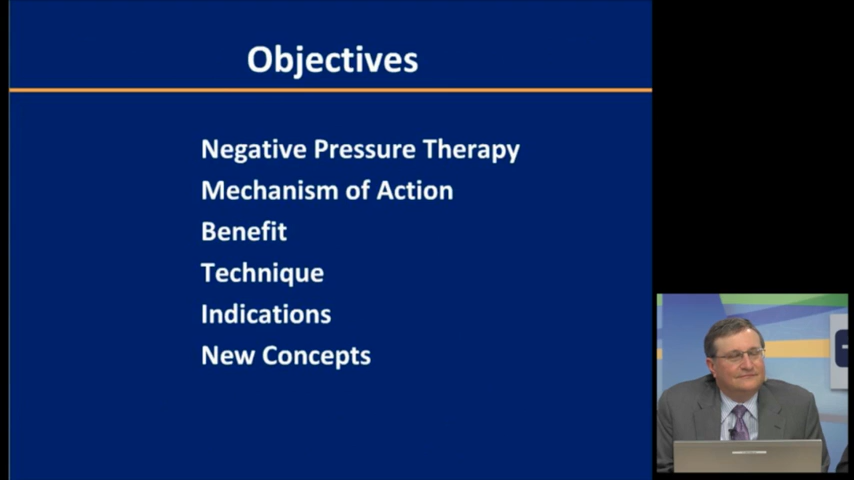 Objectives
Negative Pressure Therapy
Mechanism of Action
Benefit
Technique
Indications
New Concepts